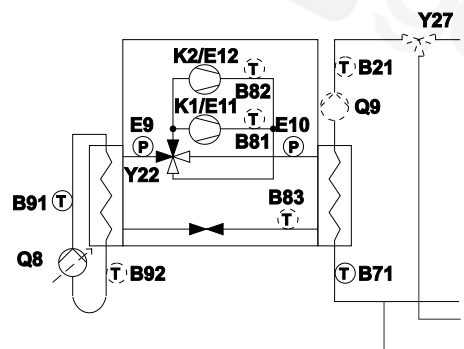 Y27
K2/E12
T
B82
T B21
Q9
K1/E11
T
B81
E9
P
E10
P
Y22
B83
T
B91 T
Q8
T B92
T B71